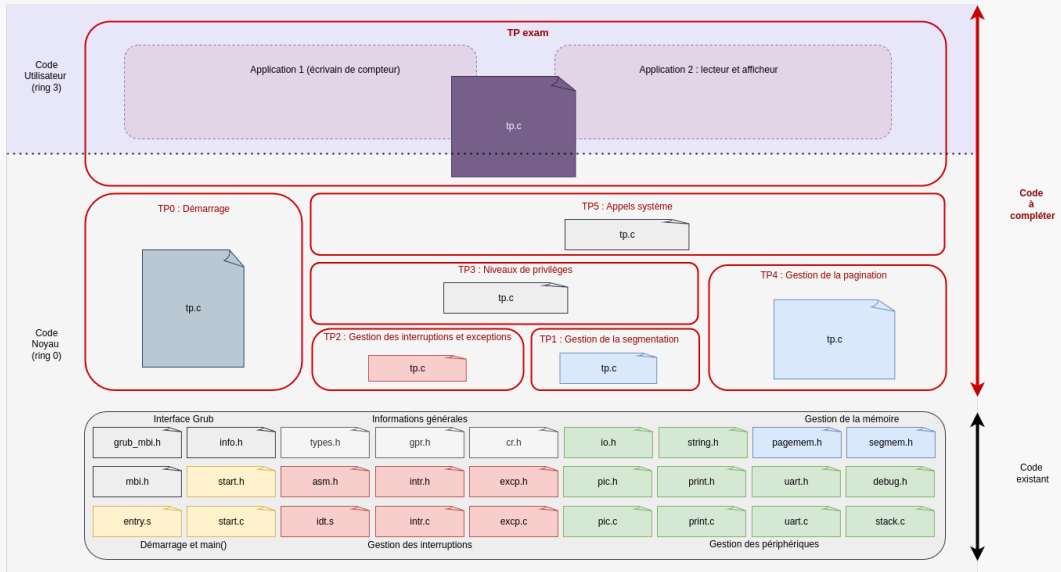 TP exam
Code
Utilisateur
(ring 3)
Application 1 (écrivain de compteur)
Application 2 : lecteur et afficheur
tp.c
Code
à
compléter
TP0 : Démarrage
tp.c
TP5 : Appels système
tp.c
TP3 : Niveaux de privilèges
tp.c
TP4 : Gestion de la pagination
tp.c
Code
Noyau
(ring 0)
TP2 : Gestion des interruptions et exceptions
tp.c
TP1 : Gestion de la segmentation
tp.c
Interface Grub
Informations générales
Gestion de la mémoire
grub_mbi.h
info.h
types.h
gpr.h
cr.h
io.h
string.h
pagemem.h
segmem.h
mbi.h
start.h
asm.h
intr.h
excp.h
pic.h
print.h
uart.h
debug.h
entry.s
start.c
idt.s
intr.c
excp.c
pic.c
print.c
uart.c
stack.c
Démarrage et main()
Gestion des interruptions
Gestion des périphériques
Code
existant